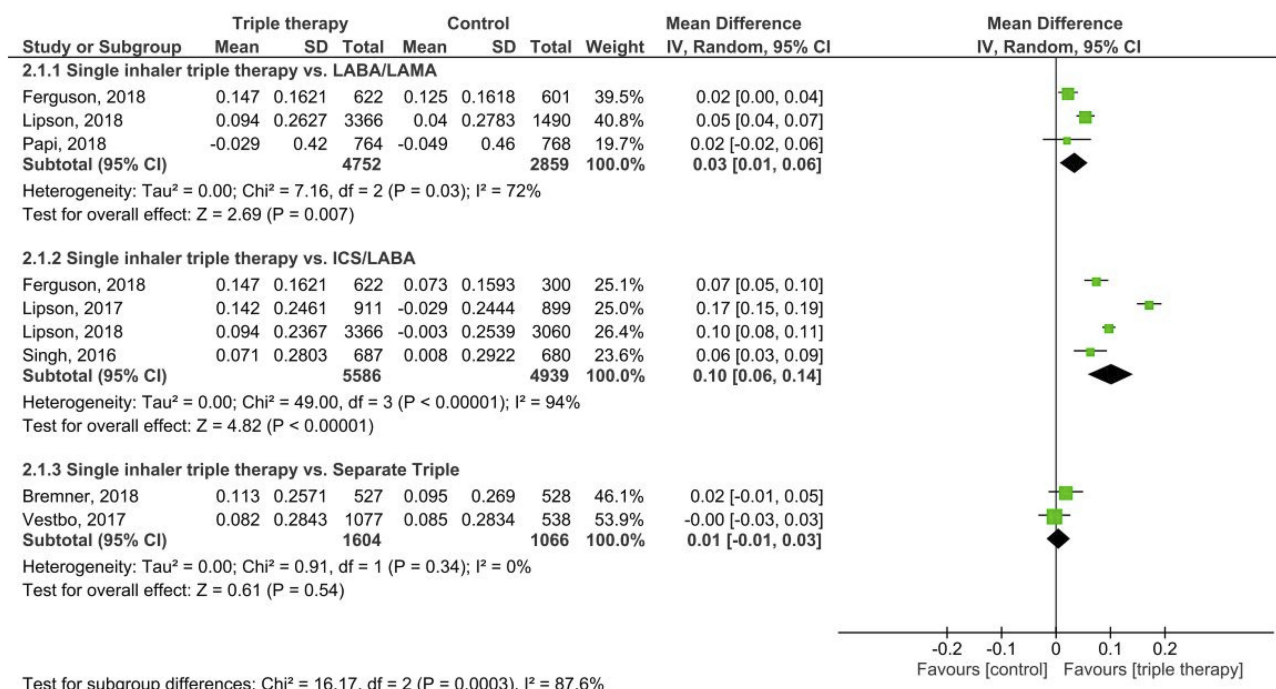 Triple therapy Control Mean Difference Mean Difference
Study or Subgroup Mean SD Total Mean SD Total Weight IV, Random, 95% CI IV, Random, 95% CI
2.1.1 Single inhaler triple therapy vs. LABA/LAMA
Ferguson, 2018 0.147 0.1621 622 0.125 0.1618 601 39.5% 0.02 [0.00, 0.04]
Lipson, 2018 0.094 0.2627 3366 0.04 0.2783 1490 40.8% 0.05 [0.04, 0.07]
Papi, 2018 -0.029 0.42 764 -0.049 0.46 768 19.7% 0.02 [-0.02, 0.06]
Subtotal (95% CI) 4752 2859 100.0% 0.03 [0.01, 0.06]
Heterogeneity: Tau² = 0.00; Chi² = 7.16, df = 2 (P = 0.03); I² = 72%
Test for overall effect: Z = 2.69 (P = 0.007)
2.1.2 Single inhaler triple therapy vs. ICS/LABA
Ferguson, 2018 0.147 0.1621 622 0.073 0.1593 300 25.1% 0.07 [0.05, 0.10]
Lipson, 2017 0.142 0.2461 911 -0.029 0.2444 899 25.0% 0.17 [0.15, 0.19]
Lipson, 2018 0.094 0.2367 3366 -0.003 0.2539 3060 26.4% 0.10 [0.08, 0.11]
Singh, 2016 0.071 0.2803 687 0.008 0.2922 680 23.6% 0.06 [0.03, 0.09]
Subtotal (95% CI) 5586 4939 100.0% 0.10 [0.06, 0.14]
Heterogeneity: Tau² = 0.00; Chi² = 49.00, df = 3 (P < 0.00001); I² = 94%
Test for overall effect: Z = 4.82 (P < 0.00001)
2.1.3 Single inhaler triple therapy vs. Separate Triple
Bremner, 2018 0.113 0.2571 527 0.095 0.269 528 46.1% 0.02 [-0.01, 0.05]
Vestbo, 2017 0.082 0.2843 1077 0.085 0.2834 538 53.9% -0.00 [-0.03, 0.03]
Subtotal (95% CI) 1604 1066 100.0% 0.01 [-0.01, 0.03]
Heterogeneity: Tau² = 0.00; Chi² = 0.91, df = 1 (P = 0.34); I² = 0%
Test for overall effect: Z = 0.61 (P = 0.54)
-0.2 -0.1 0 0.1 0.2
Favours [control] Favours [triple therapy]
Test for subgroup differences: Chi² = 16.17, df = 2 (P = 0.0003), I² = 87.6%